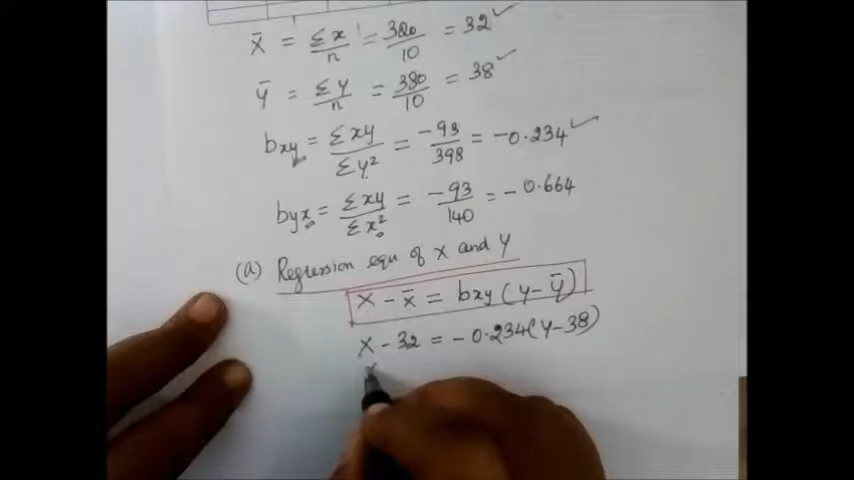 X̄ = Σx/n = 320/10 = 32 ✓
Ȳ = Σy/n = 380/10 = 38 ✓
bxy = Σxy/Σy² = -93/398 = -0.234 ✓
byx = Σxy/Σx² = -93/140 = -0.664
(a) Regression equ of X and Y
X - X̄ = bxy (Y - Ȳ)
X - 32 = -0.234(Y - 38)
X